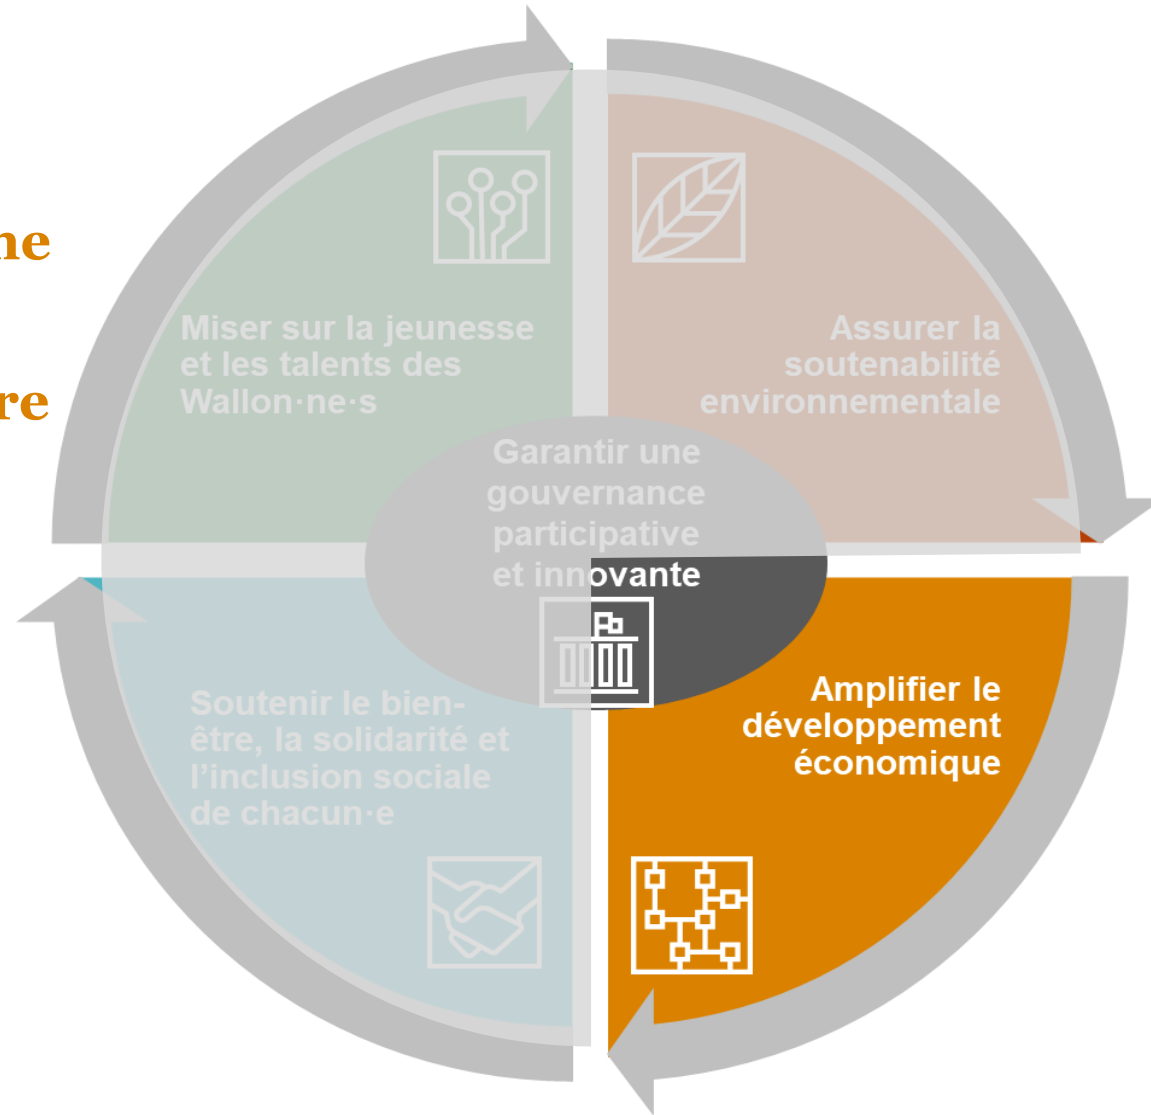 ne
re
Miser sur la jeunesse
et les talents des
Wallon·ne·s
Assurer la
soutenabilité
environnementale
Garantir une
gouvernance
participative
et innovante
Soutenir le bien-
être, la solidarité et
l’inclusion sociale
de chacun·e
Amplifier le
développement
économique